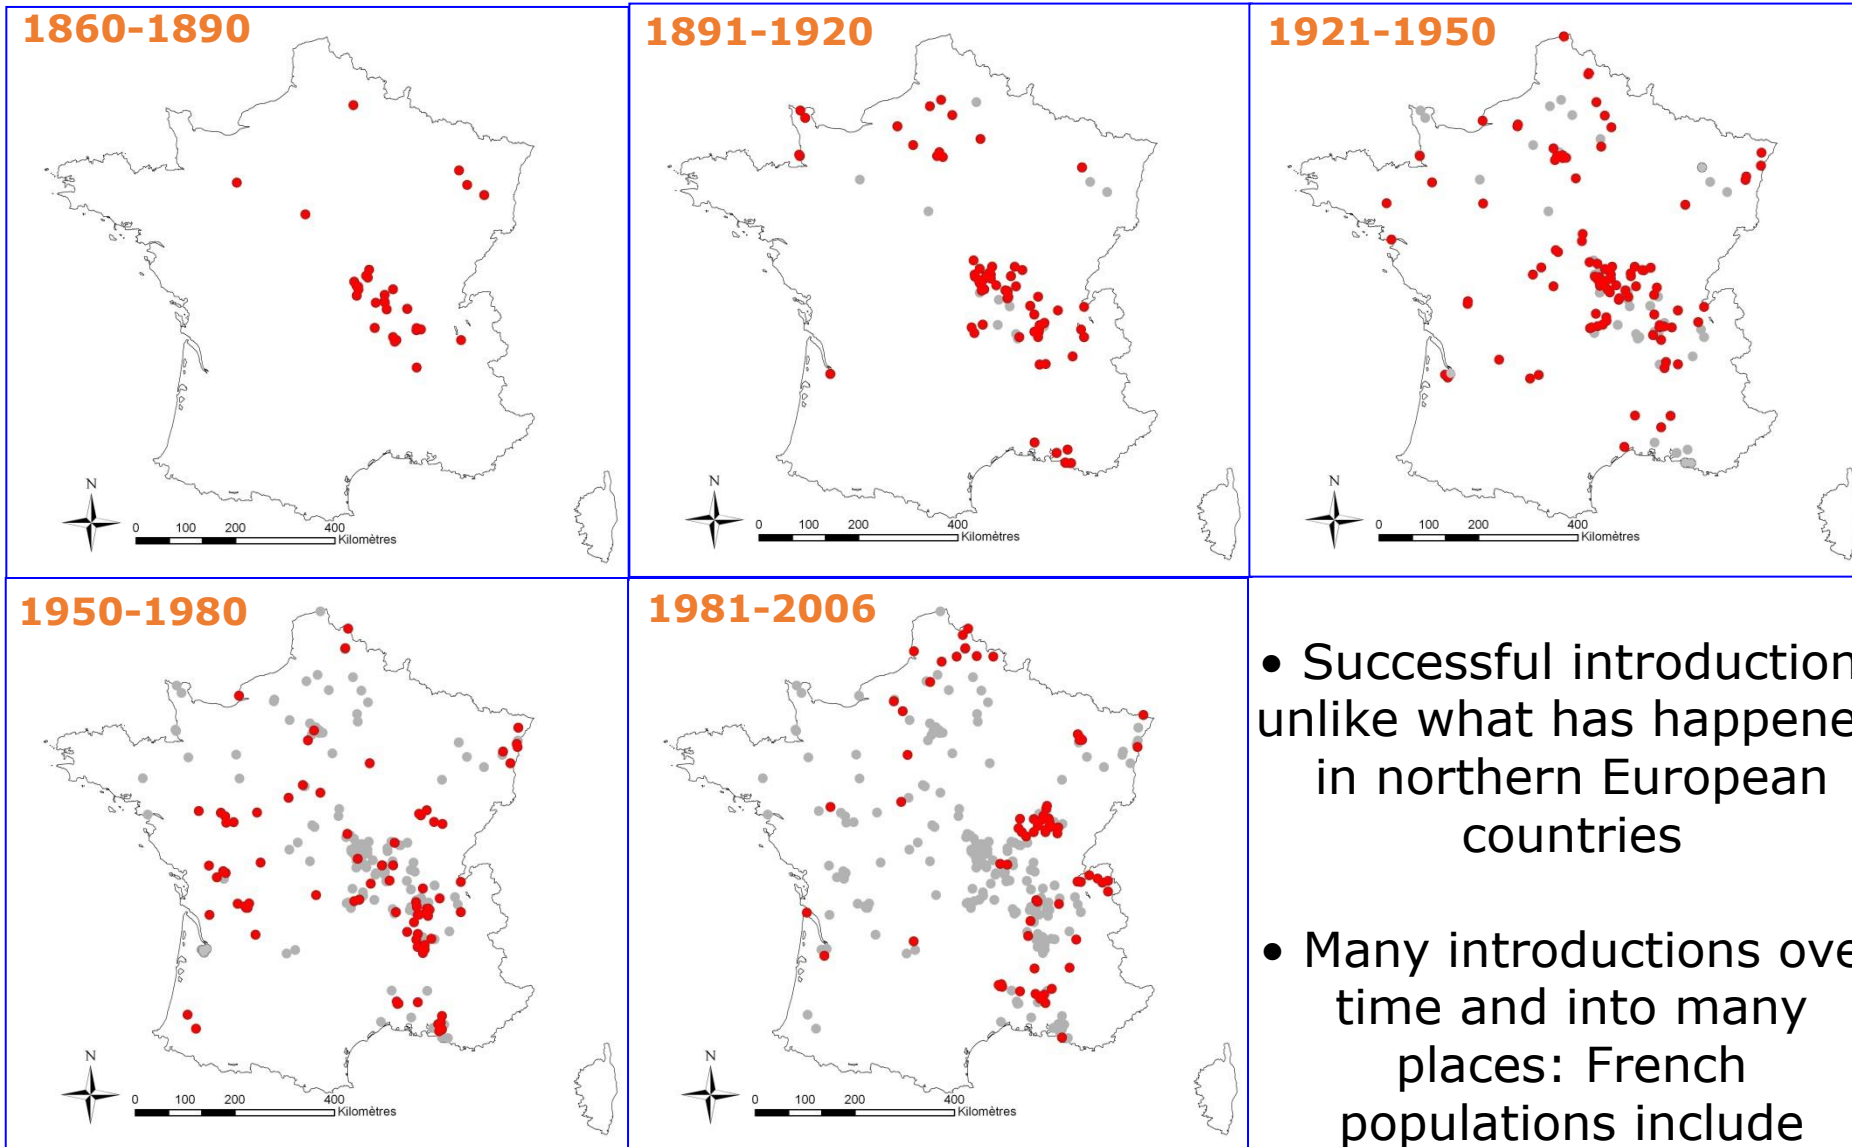 1860-1890
N
0 100 200 400
Kilomètres
1891-1920
N
0 100 200 400
Kilomètres
1921-1950
N
0 100 200 400
Kilomètres
1950-1980
N
0 100 200 400
Kilomètres
1981-2006
N
0 100 200 400
Kilomètres
• Successful introduction
unlike what has happene
in northern European
countries
• Many introductions ove
time and into many
places: French
populations include